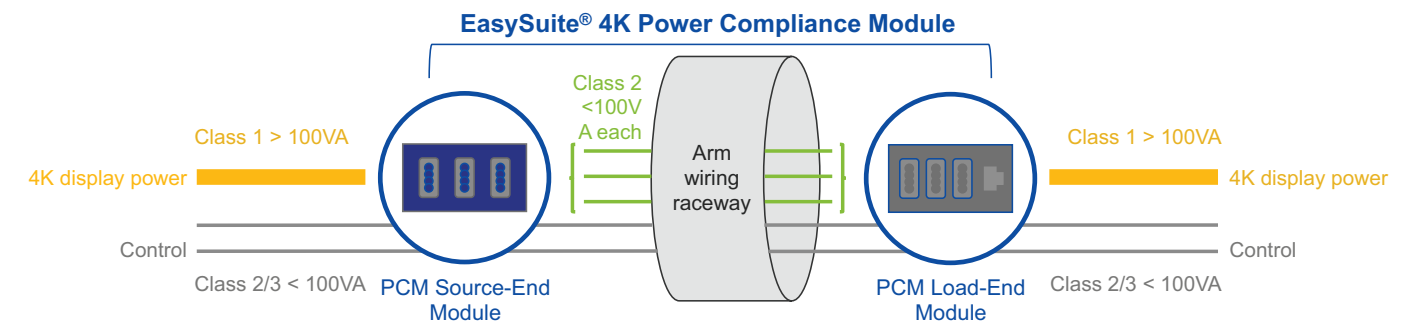 EasySuite® 4K Power Compliance Module
Class 2
<100V
A each
Class 1 > 100VA
Class 1 > 100VA
Arm
wiring
raceway
4K display power
4K display power
Control
Control
Class 2/3 < 100VA
PCM Source-End
Module
PCM Load-End
Module
Class 2/3 < 100VA